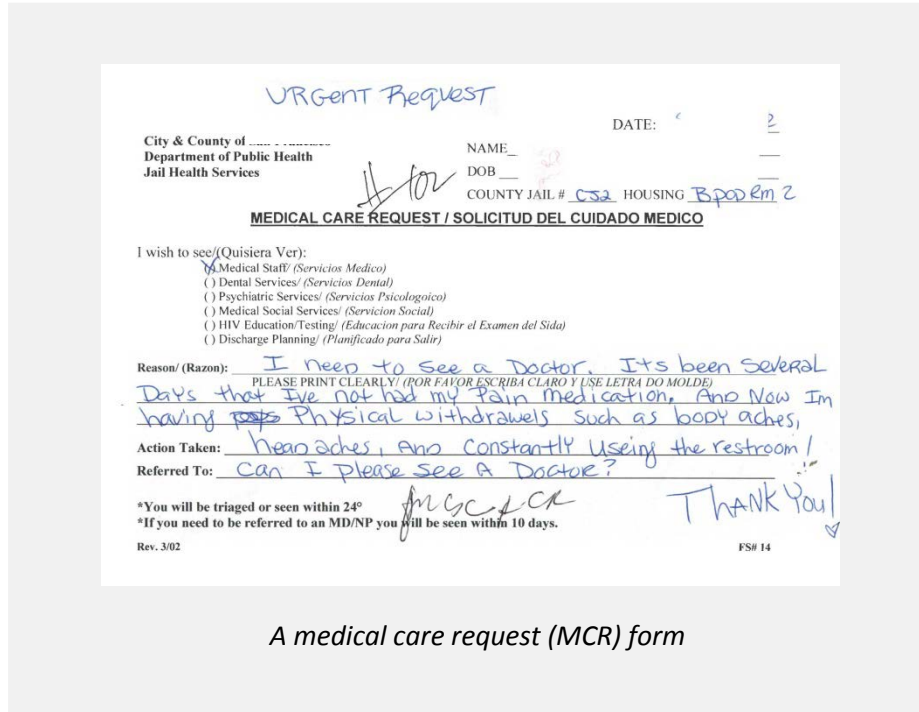 URGENT REQUEST
DATE:
City & County of
Department of Public Health
Jail Health Services
NAME
DOB
COUNTY JAIL # CJ2 HOUSING B POD Rm 2
MEDICAL CARE REQUEST / SOLICITUD DEL CUIDADO MEDICO
I wish to see/(Quisiera Ver):
(X) Medical Staff/ (Servicios Medico)
( ) Dental Services/ (Servicios Dental)
( ) Psychiatric Services/ (Servicios Psicologoico)
( ) Medical Social Services/ (Servicion Social)
( ) HIV Education/Testing/ (Educacion para Recibir el Examen del Sida)
( ) Discharge Planning/ (Planificado para Salir)
Reason/ (Razon): I need to see a Doctor. Its been several
PLEASE PRINT CLEARLY/ (POR FAVOR ESCRIBA CLARO Y USE LETRA DO MOLDE)
Days that Ive not had my Pain medication, And Now Im
having Physical withdrawels such as body aches,
Action Taken: head aches, And constantly Useing the restroom!
Referred To: Can I please see A Doctor?
*You will be triaged or seen within 24°
THANK You!
*If you need to be referred to an MD/NP you will be seen within 10 days.
Rev. 3/02 FS# 14
A medical care request (MCR) form